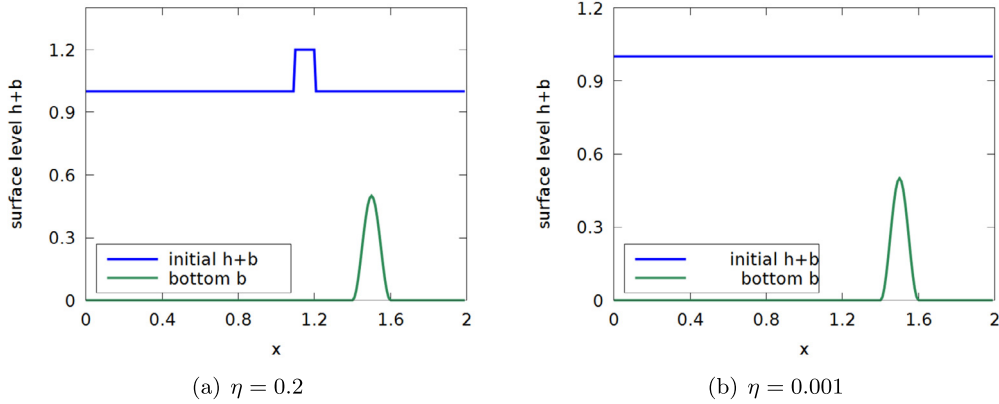 surface level h+b
1.2
0.9
0.6
0.3
0
0 0.4 0.8 1.2 1.6 2
x
initial h+b
bottom b
(a) η = 0.2
surface level h+b
1.2
0.9
0.6
0.3
0
0 0.4 0.8 1.2 1.6 2
x
initial h+b
bottom b
(b) η = 0.001